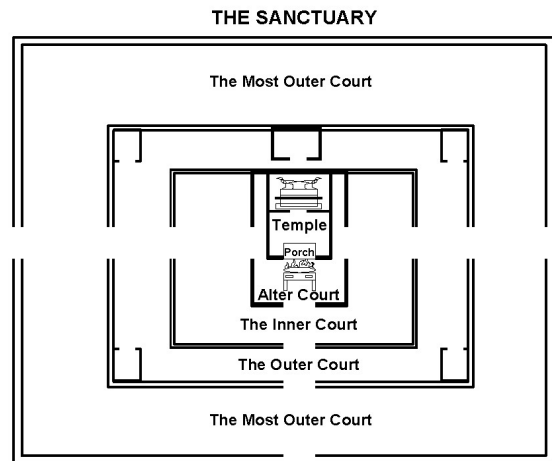 THE SANCTUARY
The Most Outer Court
Temple
Porch
Alter Court
The Inner Court
The Outer Court
The Most Outer Court